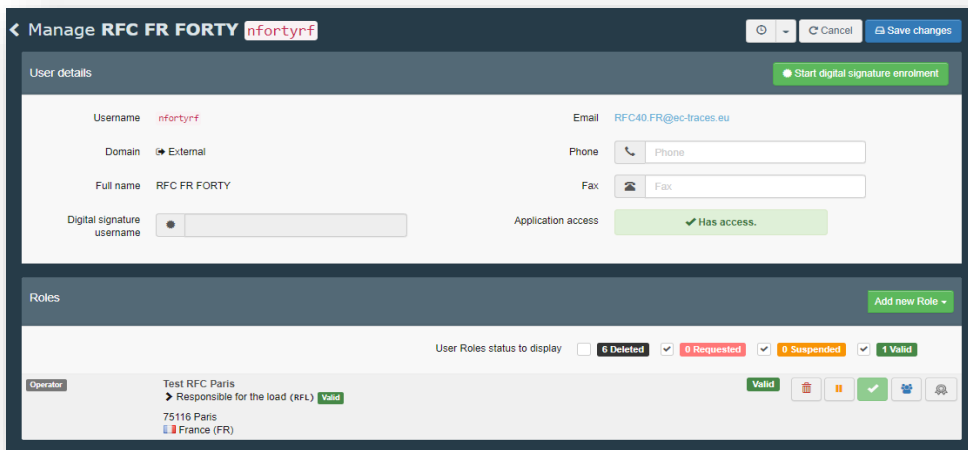 Manage RFC FR FORTY nfortyrf
Cancel
Save changes
User details
Start digital signature enrolment
Username nfortyrf
Email RFC40.FR@ec-traces.eu
Domain External
Phone Phone
Full name RFC FR FORTY
Fax Fax
Digital signature
username
Application access Has access.
Roles
Add new Role
User Roles status to display 6 Deleted 0 Requested 0 Suspended 1 Valid
Operator Test RFC Paris Valid
Responsible for the load (RFL) Valid
75116 Paris
France (FR)